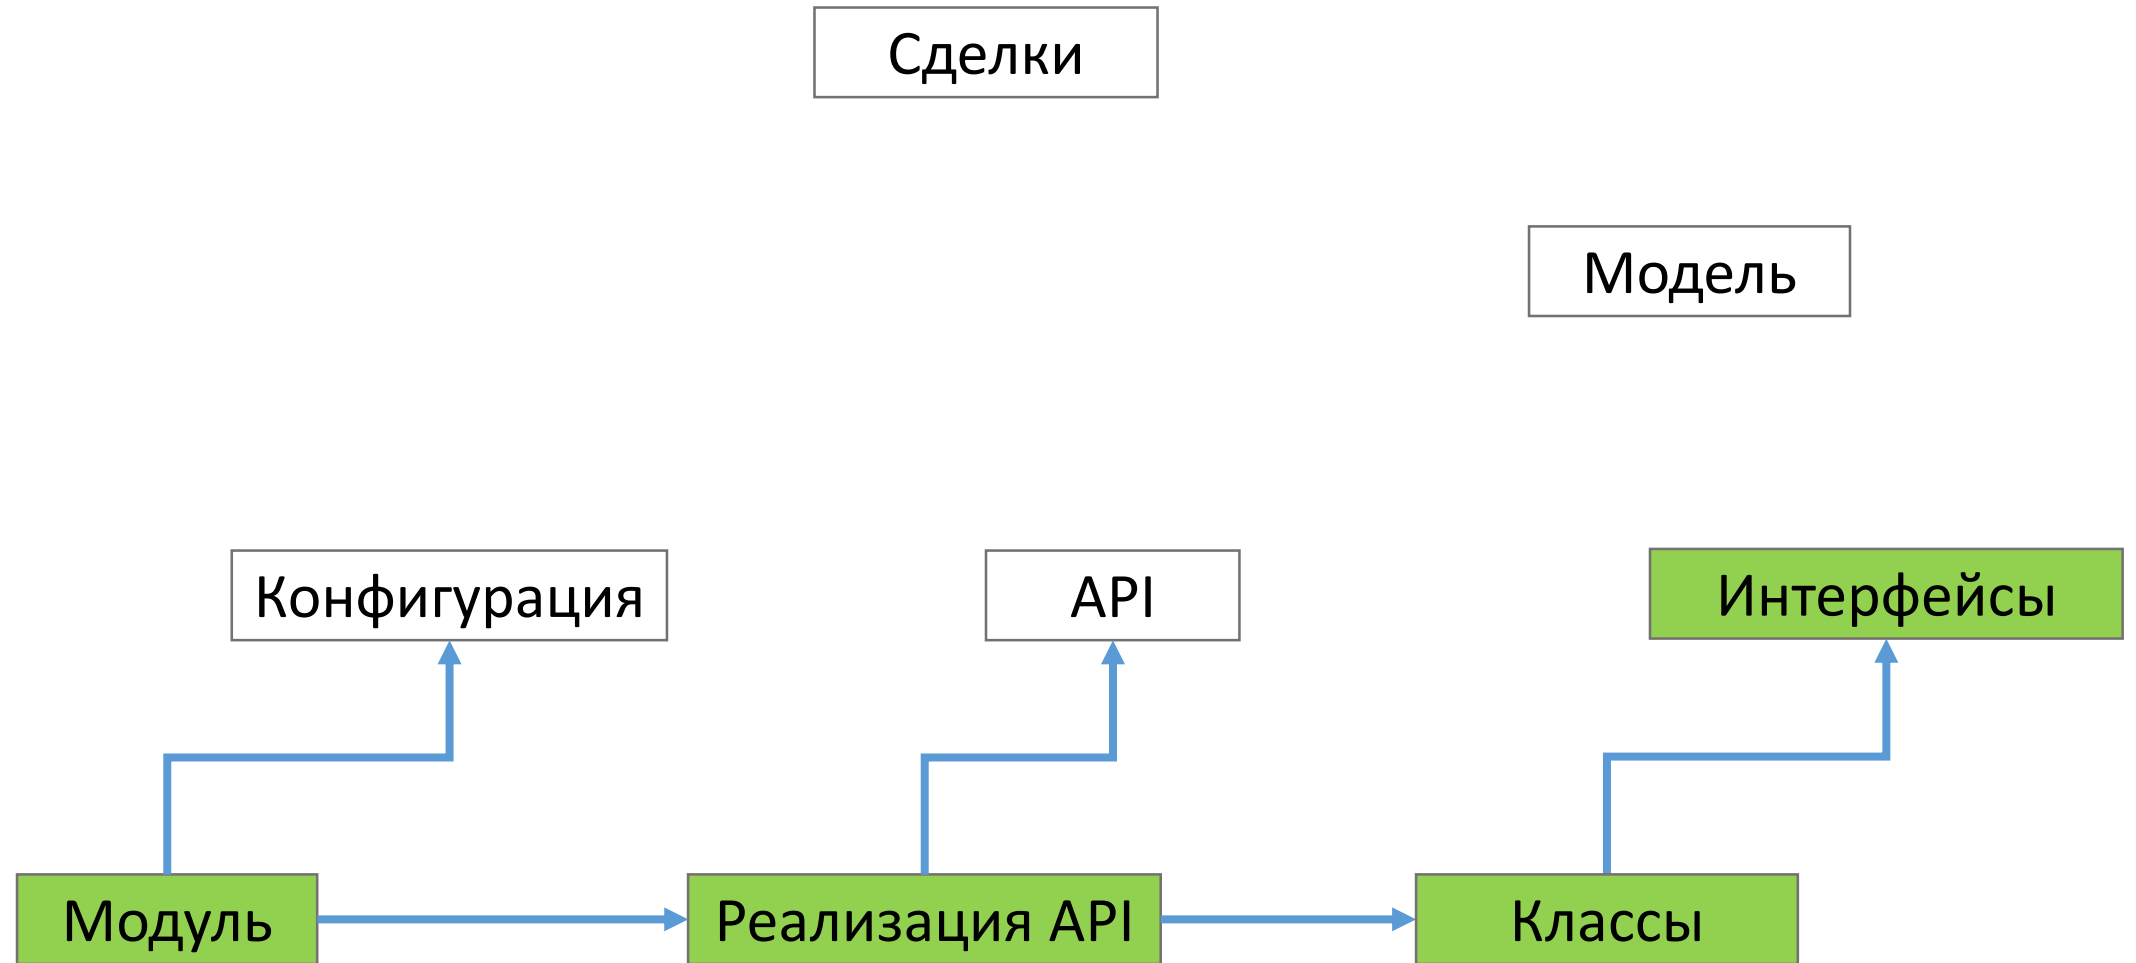 Сделки
Модель
Конфигурация
API
Интерфейсы
Модуль
Реализация API
Классы